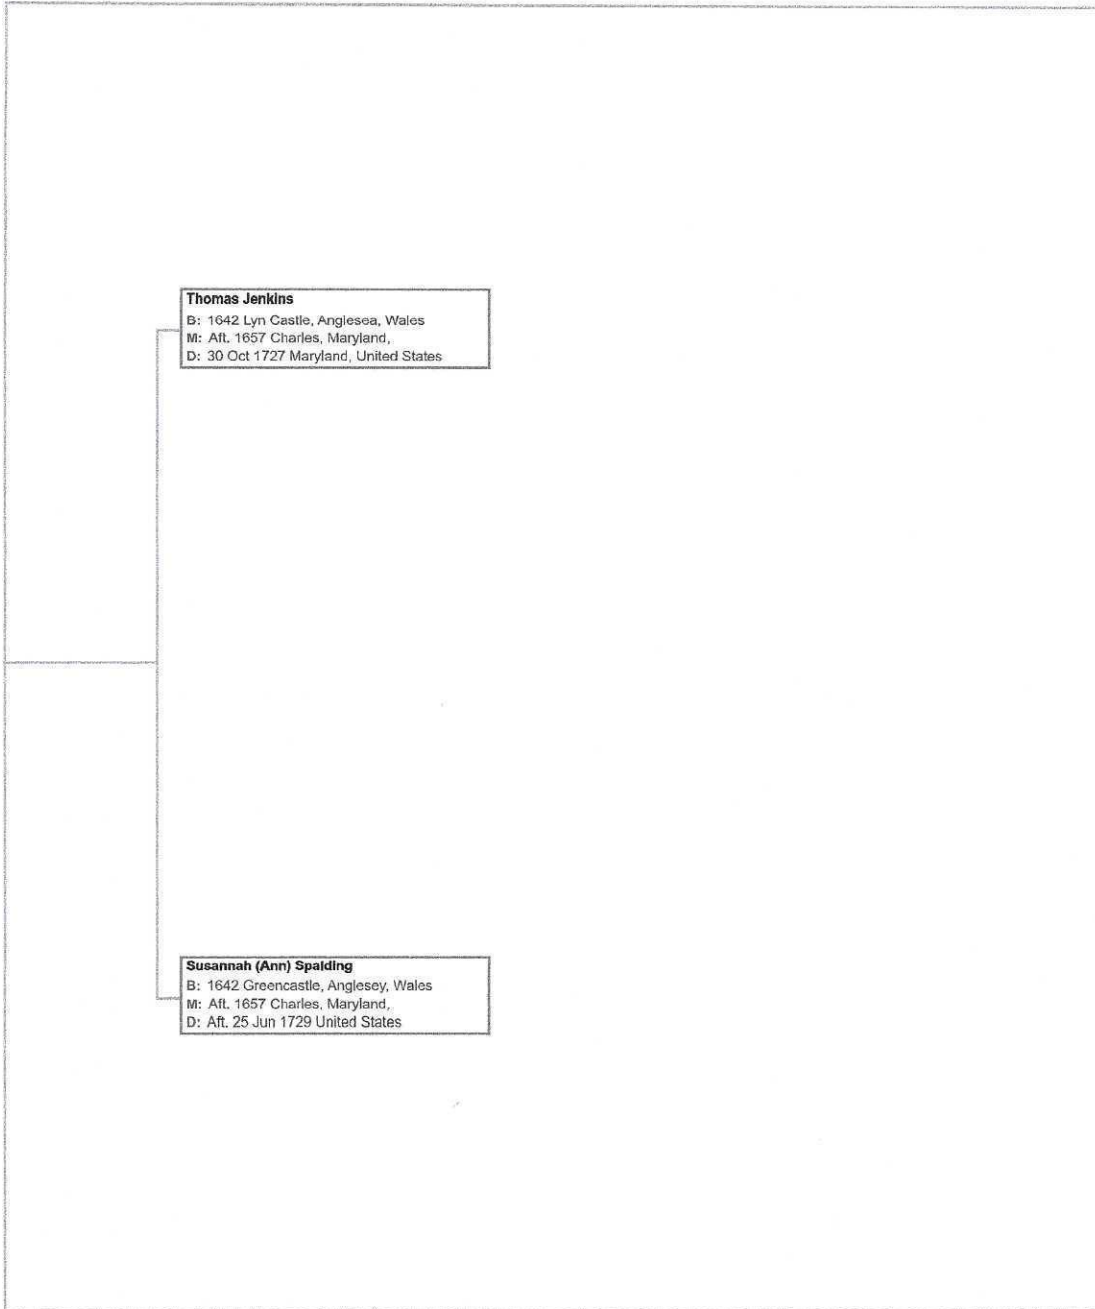 Thomas Jenkins
B: 1642 Lyn Castle, Anglesea, Wales
M: Aft. 1657 Charles, Maryland,
D: 30 Oct 1727 Maryland, United States
Susannah (Ann) Spalding
B: 1642 Greencastle, Anglesey, Wales
M: Aft. 1657 Charles, Maryland,
D: Aft. 25 Jun 1729 United States